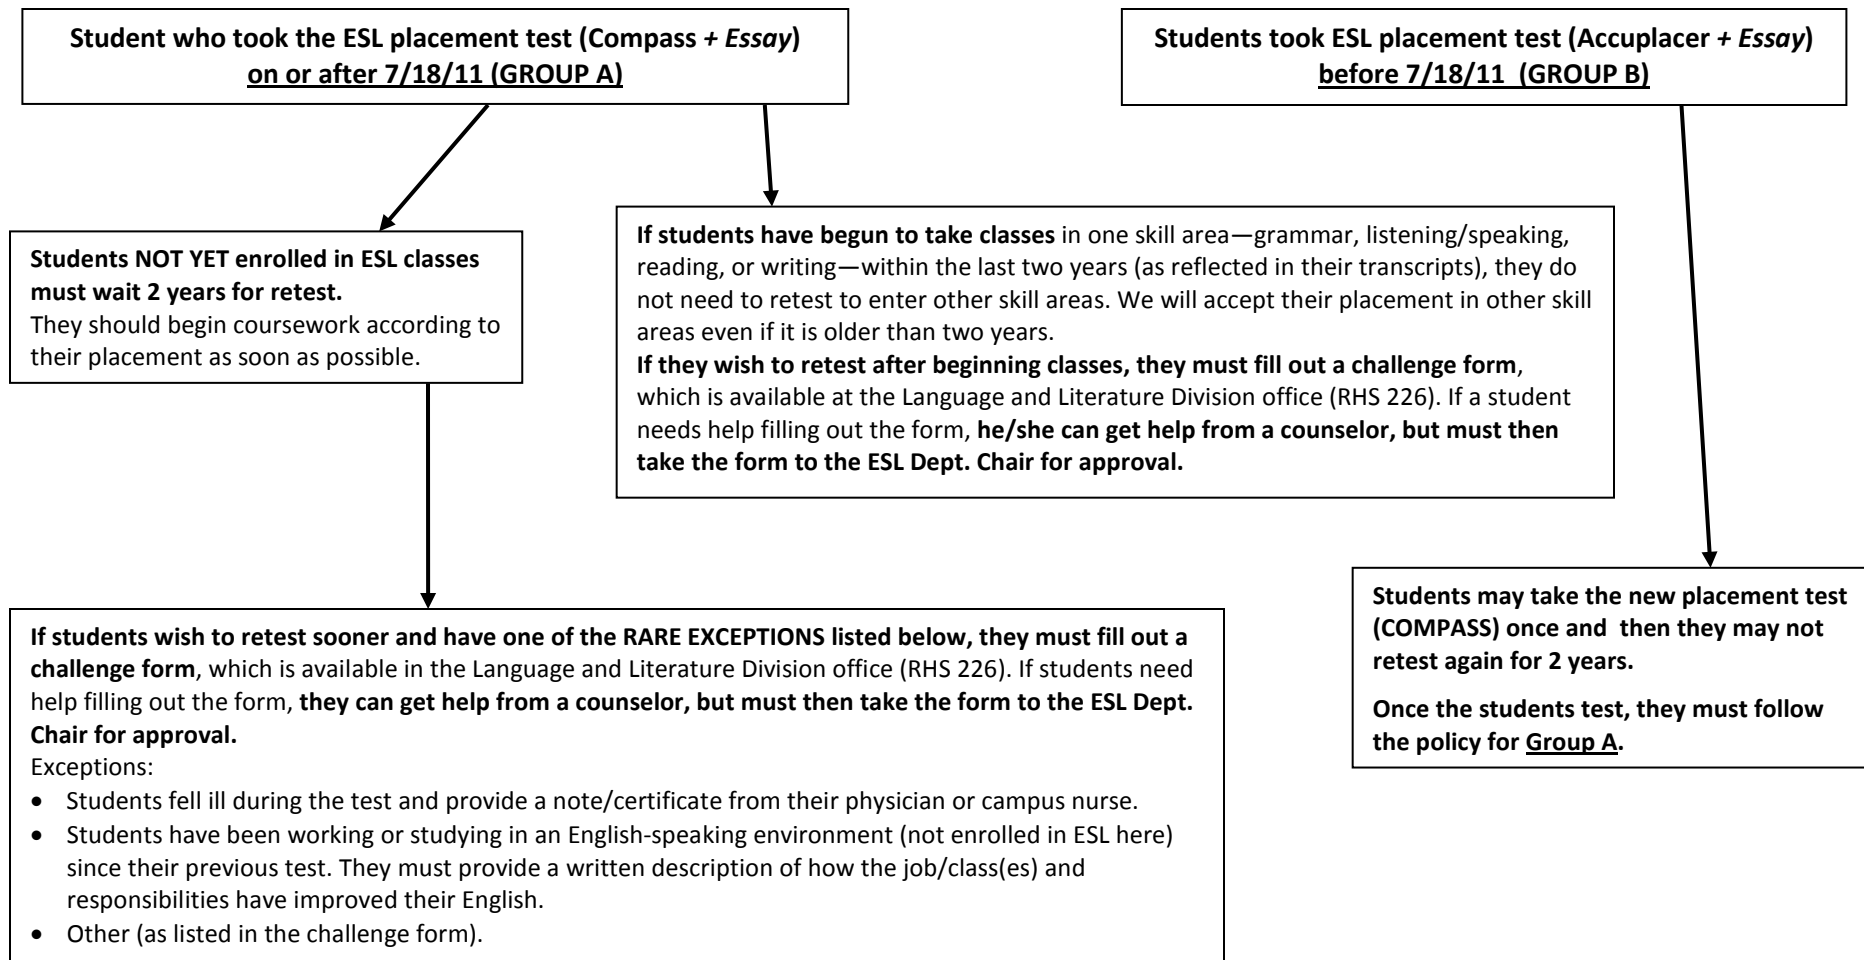 Student who took the ESL placement test (Compass + Essay)
on or after 7/18/11 (GROUP A)
Students took ESL placement test (Accuplacer + Essay)
before 7/18/11  (GROUP B)
Students NOT YET enrolled in ESL classes
must wait 2 years for retest.
They should begin coursework according to
their placement as soon as possible.
If students have begun to take classes in one skill area—grammar, listening/speaking,
reading, or writing—within the last two years (as reflected in their transcripts), they do
not need to retest to enter other skill areas. We will accept their placement in other skill
areas even if it is older than two years.
If they wish to retest after beginning classes, they must fill out a challenge form,
which is available at the Language and Literature Division office (RHS 226). If a student
needs help filling out the form, he/she can get help from a counselor, but must then
take the form to the ESL Dept. Chair for approval.
If students wish to retest sooner and have one of the RARE EXCEPTIONS listed below, they must fill out a
challenge form, which is available in the Language and Literature Division office (RHS 226). If students need
help filling out the form, they can get help from a counselor, but must then take the form to the ESL Dept.
Chair for approval.
Exceptions:
• Students fell ill during the test and provide a note/certificate from their physician or campus nurse.
• Students have been working or studying in an English-speaking environment (not enrolled in ESL here)
since their previous test. They must provide a written description of how the job/class(es) and
responsibilities have improved their English.
• Other (as listed in the challenge form).
Students may take the new placement test
(COMPASS) once and  then they may not
retest again for 2 years.
Once the students test, they must follow
the policy for Group A.